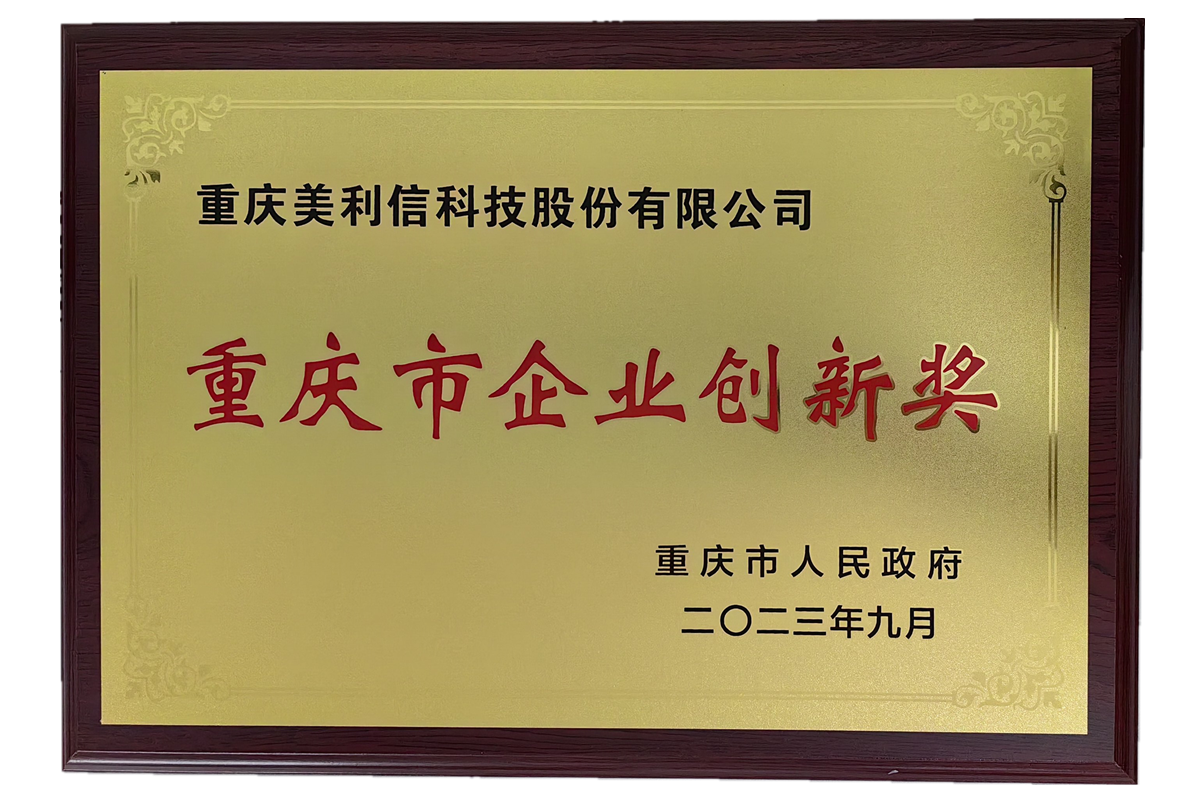 重庆美利信科技股份有限公司
重庆市企业创新奖
重庆市人民政府
二〇二三年九月